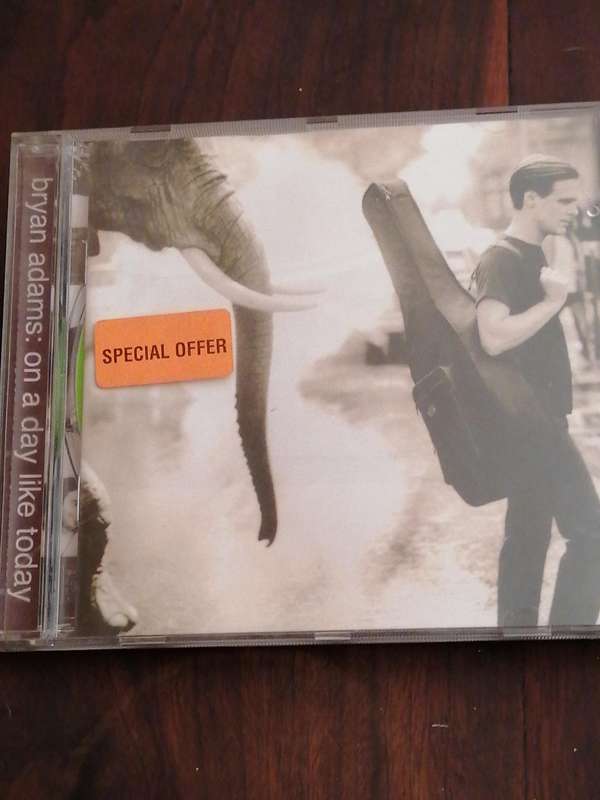 bryan adams: on a day like today
SPECIAL OFFER